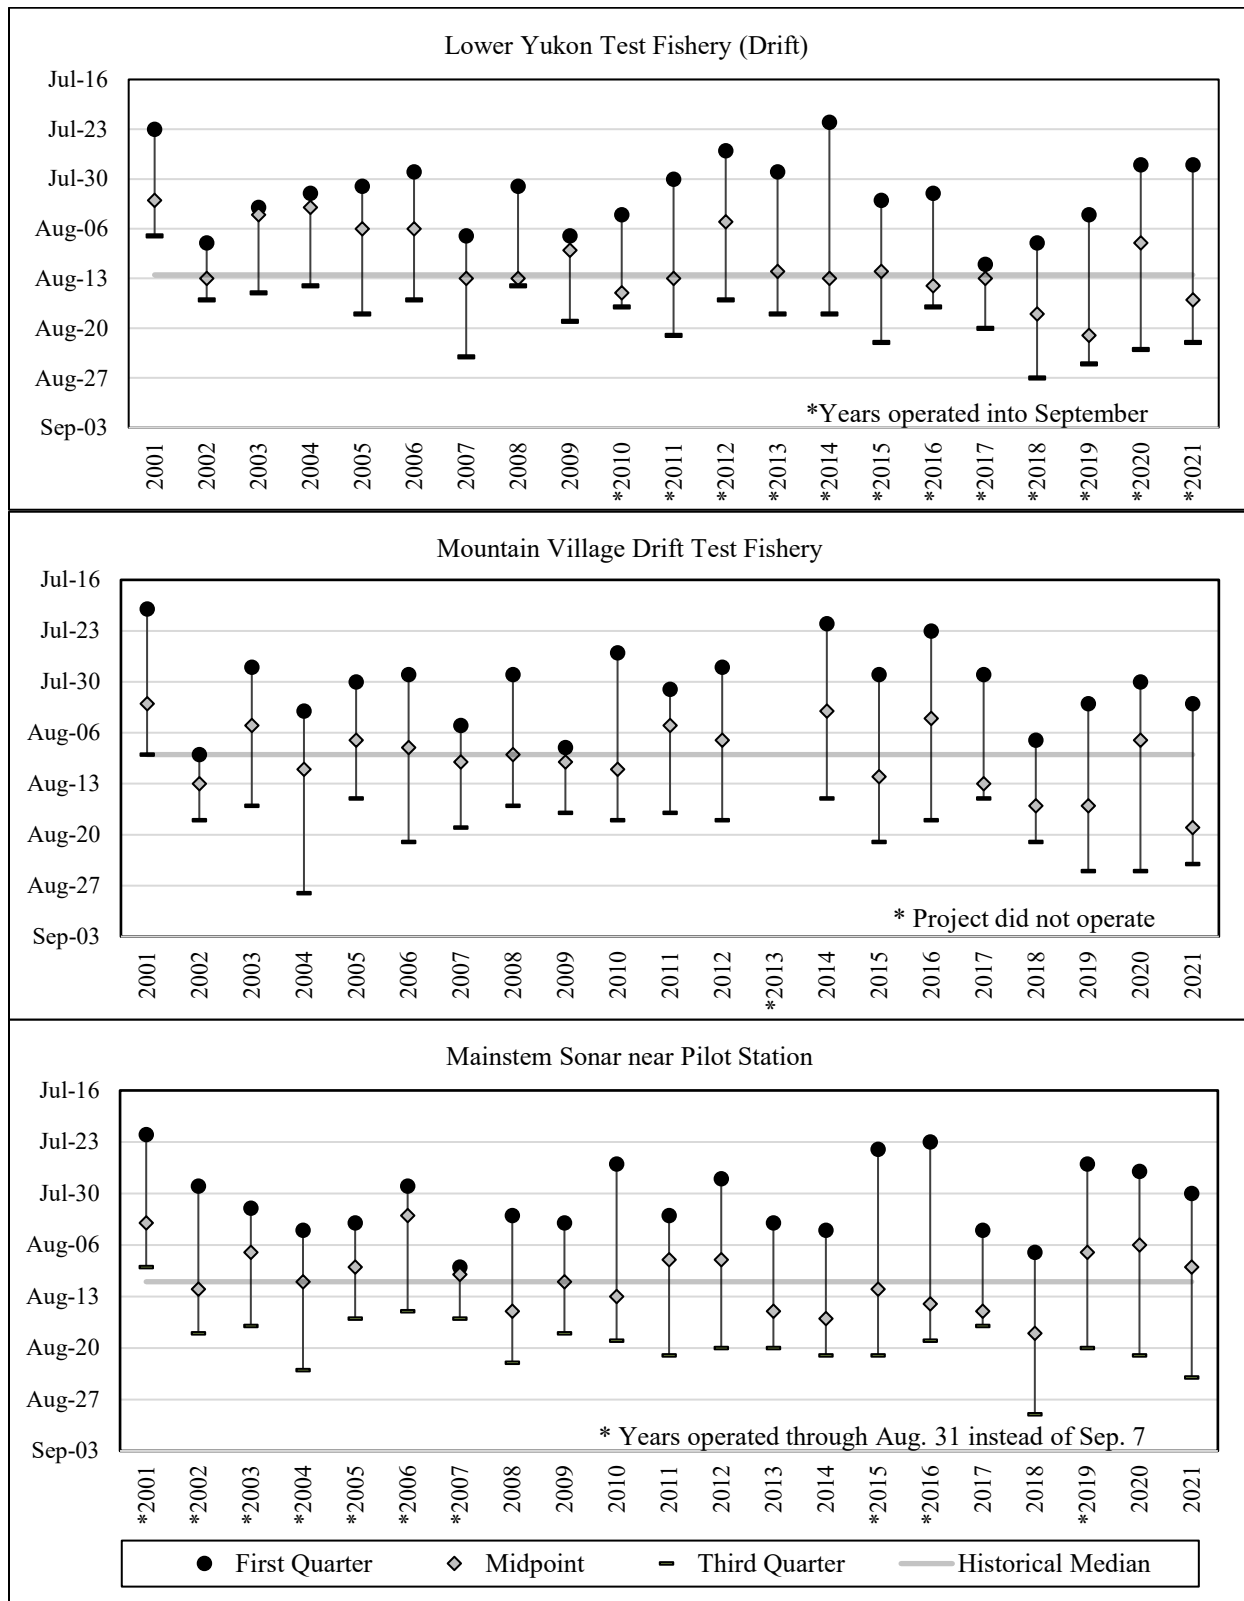 Lower Yukon Test Fishery (Drift)
Jul-16
Jul-23
Jul-30
Aug-06
Aug-13
Aug-20
Aug-27
Sep-03
*Years operated into September
2001 2002 2003 2004 2005 2006 2007 2008 2009 *2010 *2011 *2012 *2013 *2014 *2015 *2016 *2017 *2018 *2019 *2020 *2021
Mountain Village Drift Test Fishery
Jul-16
Jul-23
Jul-30
Aug-06
Aug-13
Aug-20
Aug-27
Sep-03
* Project did not operate
2001 2002 2003 2004 2005 2006 2007 2008 2009 2010 2011 2012 *2013 2014 2015 2016 2017 2018 2019 2020 2021
Mainstem Sonar near Pilot Station
Jul-16
Jul-23
Jul-30
Aug-06
Aug-13
Aug-20
Aug-27
Sep-03
* Years operated through Aug. 31 instead of Sep. 7
*2001 *2002 *2003 *2004 *2005 *2006 *2007 2008 2009 2010 2011 2012 2013 2014 *2015 *2016 2017 2018 *2019 2020 2021
First Quarter Midpoint Third Quarter Historical Median